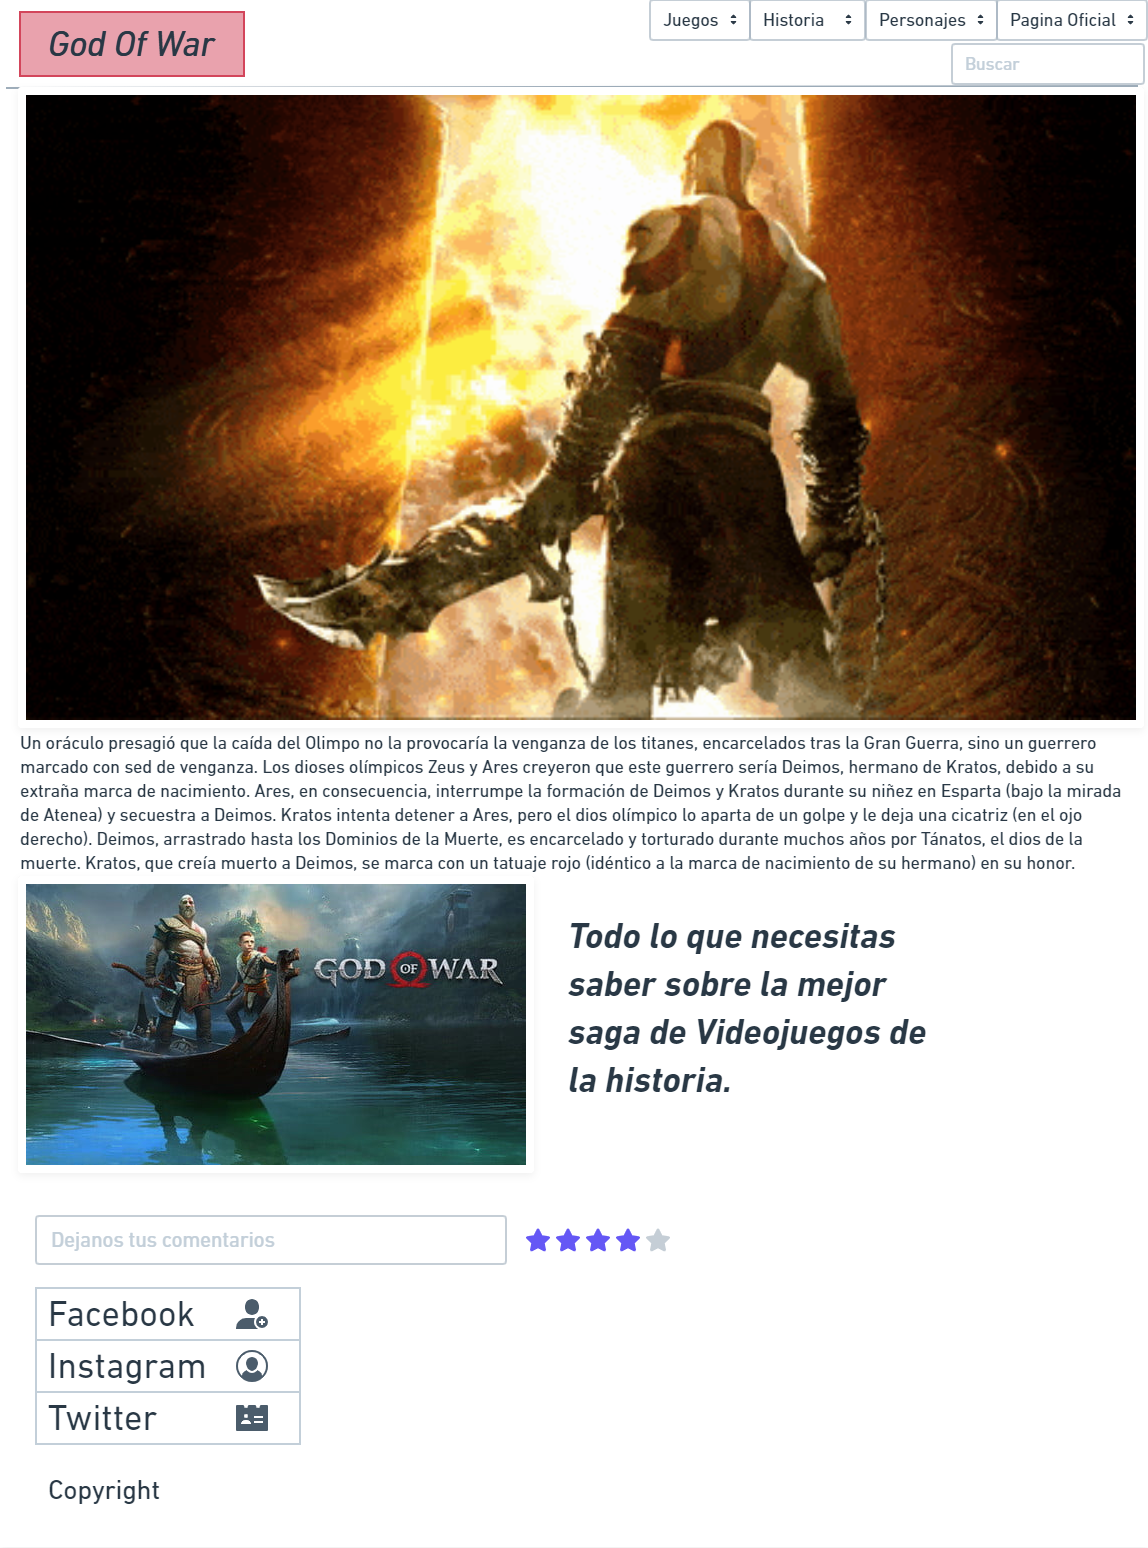 God Of War
Juegos
Historia
Personajes
Pagina Oficial
Buscar
Un oráculo presagió que la caída del Olimpo no la provocaría la venganza de los titanes, encarcelados tras la Gran Guerra, sino un guerrero
marcado con sed de venganza. Los dioses olímpicos Zeus y Ares creyeron que este guerrero sería Deimos, hermano de Kratos, debido a su
extraña marca de nacimiento. Ares, en consecuencia, interrumpe la formación de Deimos y Kratos durante su niñez en Esparta (bajo la mirada
de Atenea) y secuestra a Deimos. Kratos intenta detener a Ares, pero el dios olímpico lo aparta de un golpe y le deja una cicatriz (en el ojo
derecho). Deimos, arrastrado hasta los Dominios de la Muerte, es encarcelado y torturado durante muchos años por Tánatos, el dios de la
muerte. Kratos, que creía muerto a Deimos, se marca con un tatuaje rojo (idéntico a la marca de nacimiento de su hermano) en su honor.
GOD OF WAR
Todo lo que necesitas
saber sobre la mejor
saga de Videojuegos de
la historia.
Dejanos tus comentarios
Facebook
Instagram
Twitter
Copyright